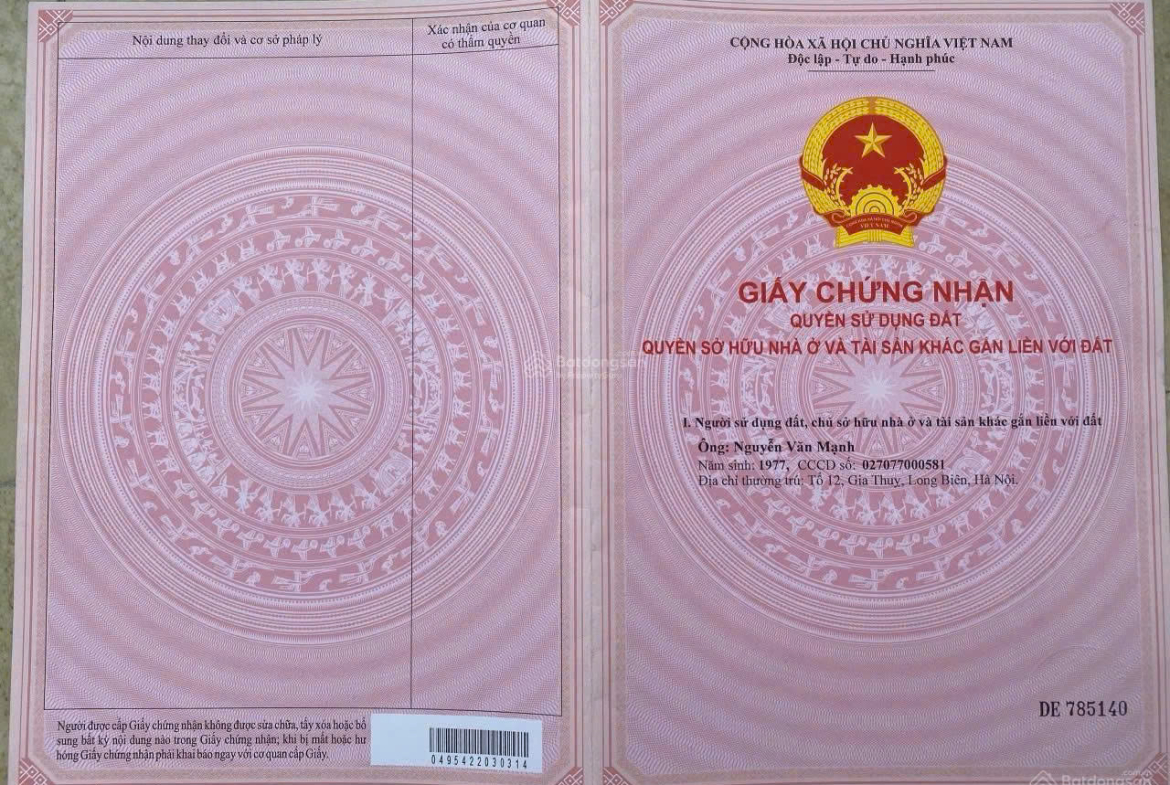 Nội dung thay đổi và cơ sở pháp lý
Xác nhận của cơ quan
có thẩm quyền
Người được cấp Giấy chứng nhận không được sửa chữa, tẩy xóa hoặc bổ
sung bất kỳ nội dung nào trong Giấy chứng nhận; khi bị mất hoặc hư
hỏng Giấy chứng nhận phải khai báo ngay với cơ quan cấp Giấy.
0495422030314
CỘNG HÒA XÃ HỘI CHỦ NGHĨA VIỆT NAM
Độc lập - Tự do - Hạnh phúc
VIỆT NAM
GIẤY CHỨNG NHẬN
QUYỀN SỬ DỤNG ĐẤT
QUYỀN SỞ HỮU NHÀ Ở VÀ TÀI SẢN KHÁC GẮN LIỀN VỚI ĐẤT
I. Người sử dụng đất, chủ sở hữu nhà ở và tài sản khác gắn liền với đất
Ông: Nguyễn Văn Mạnh
Năm sinh: 1977, CCCD số: 027077000581
Địa chỉ thường trú: Tổ 12, Gia Thuỵ, Long Biên, Hà Nội.
DE 785140
Batdongsan
Batdongsan